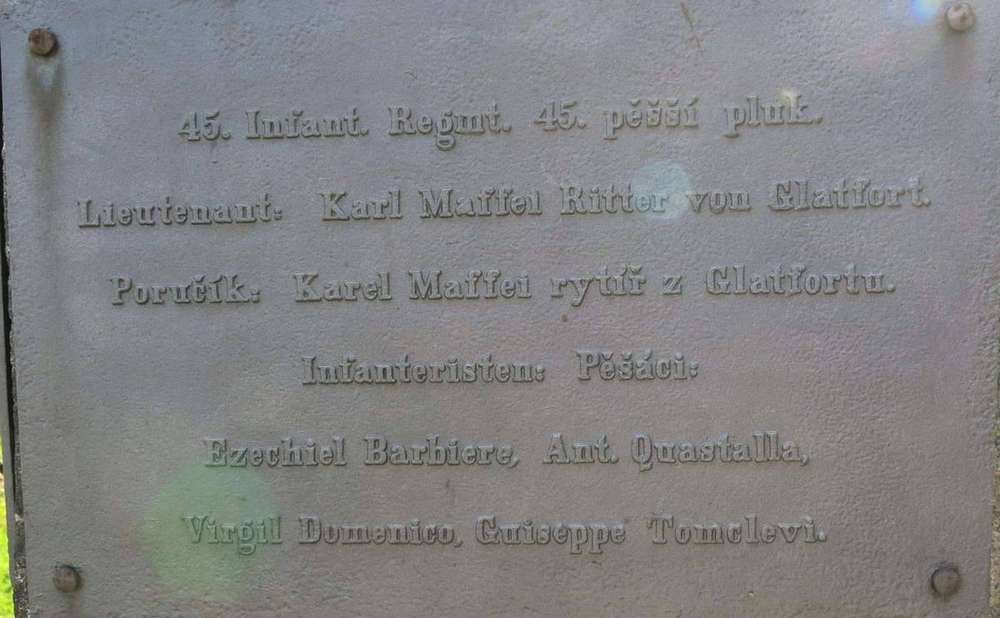 45. Infant. Regmt. 45. pěšší pluk.
Lieutenant: Karl Maffei Ritter von Glatfort.
Poručík: Karel Maffei rytíř z Glatfortu.
Infanteristen: Pěšáci:
Ezechiel Barbiere, Ant. Quastalla,
Virgil Domenico, Guiseppe Tomclevi.